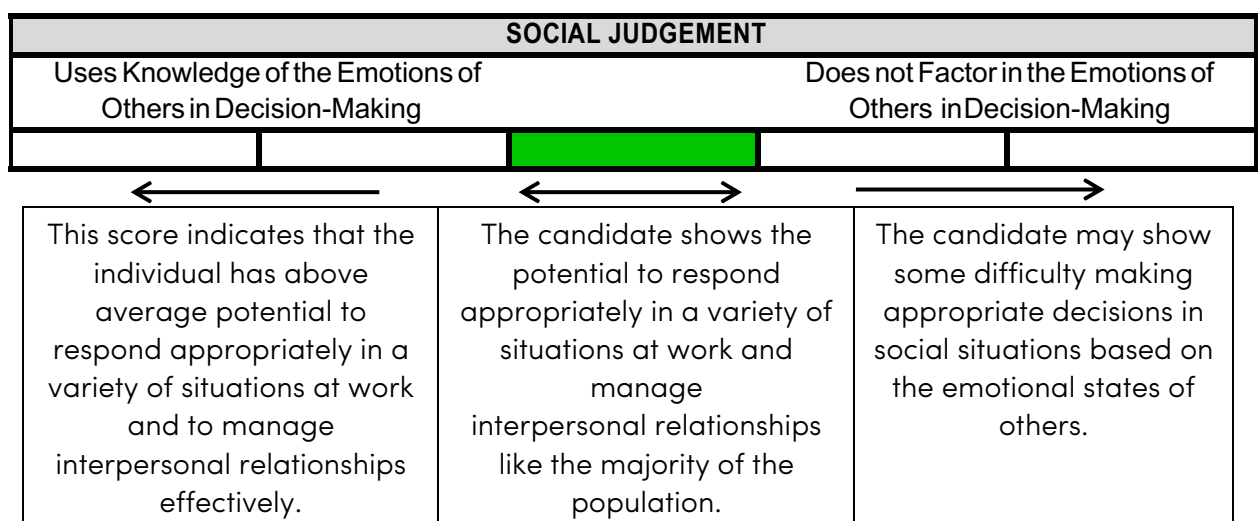 SOCIAL JUDGEMENT
Uses Knowledge of the Emotions of
Others in Decision-Making
Does not Factor in the Emotions of
Others in Decision-Making
This score indicates that the
individual has above
average potential to
respond appropriately in a
variety of situations at work
and to manage
interpersonal relationships
effectively.
The candidate shows the
potential to respond
appropriately in a variety of
situations at work and
manage
interpersonal relationships
like the majority of the
population.
The candidate may show
some difficulty making
appropriate decisions in
social situations based on
the emotional states of
others.